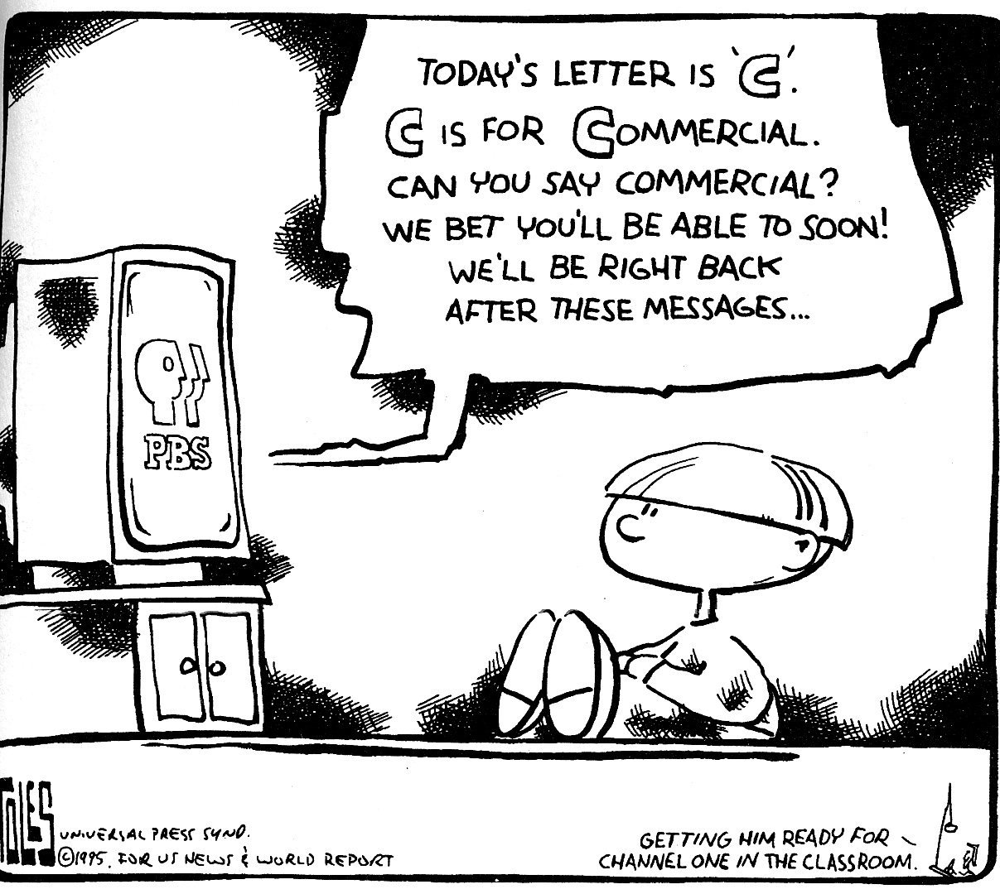 TODAY'S LETTER IS 'C'.
C IS FOR COMMERCIAL.
CAN YOU SAY COMMERCIAL?
WE BET YOU'LL BE ABLE TO SOON!
WE'LL BE RIGHT BACK
AFTER THESE MESSAGES...
PBS
TOLES
UNIVERSAL PRESS SYND.
©1995. FOR US NEWS & WORLD REPORT
GETTING HIM READY FOR
CHANNEL ONE IN THE CLASSROOM.